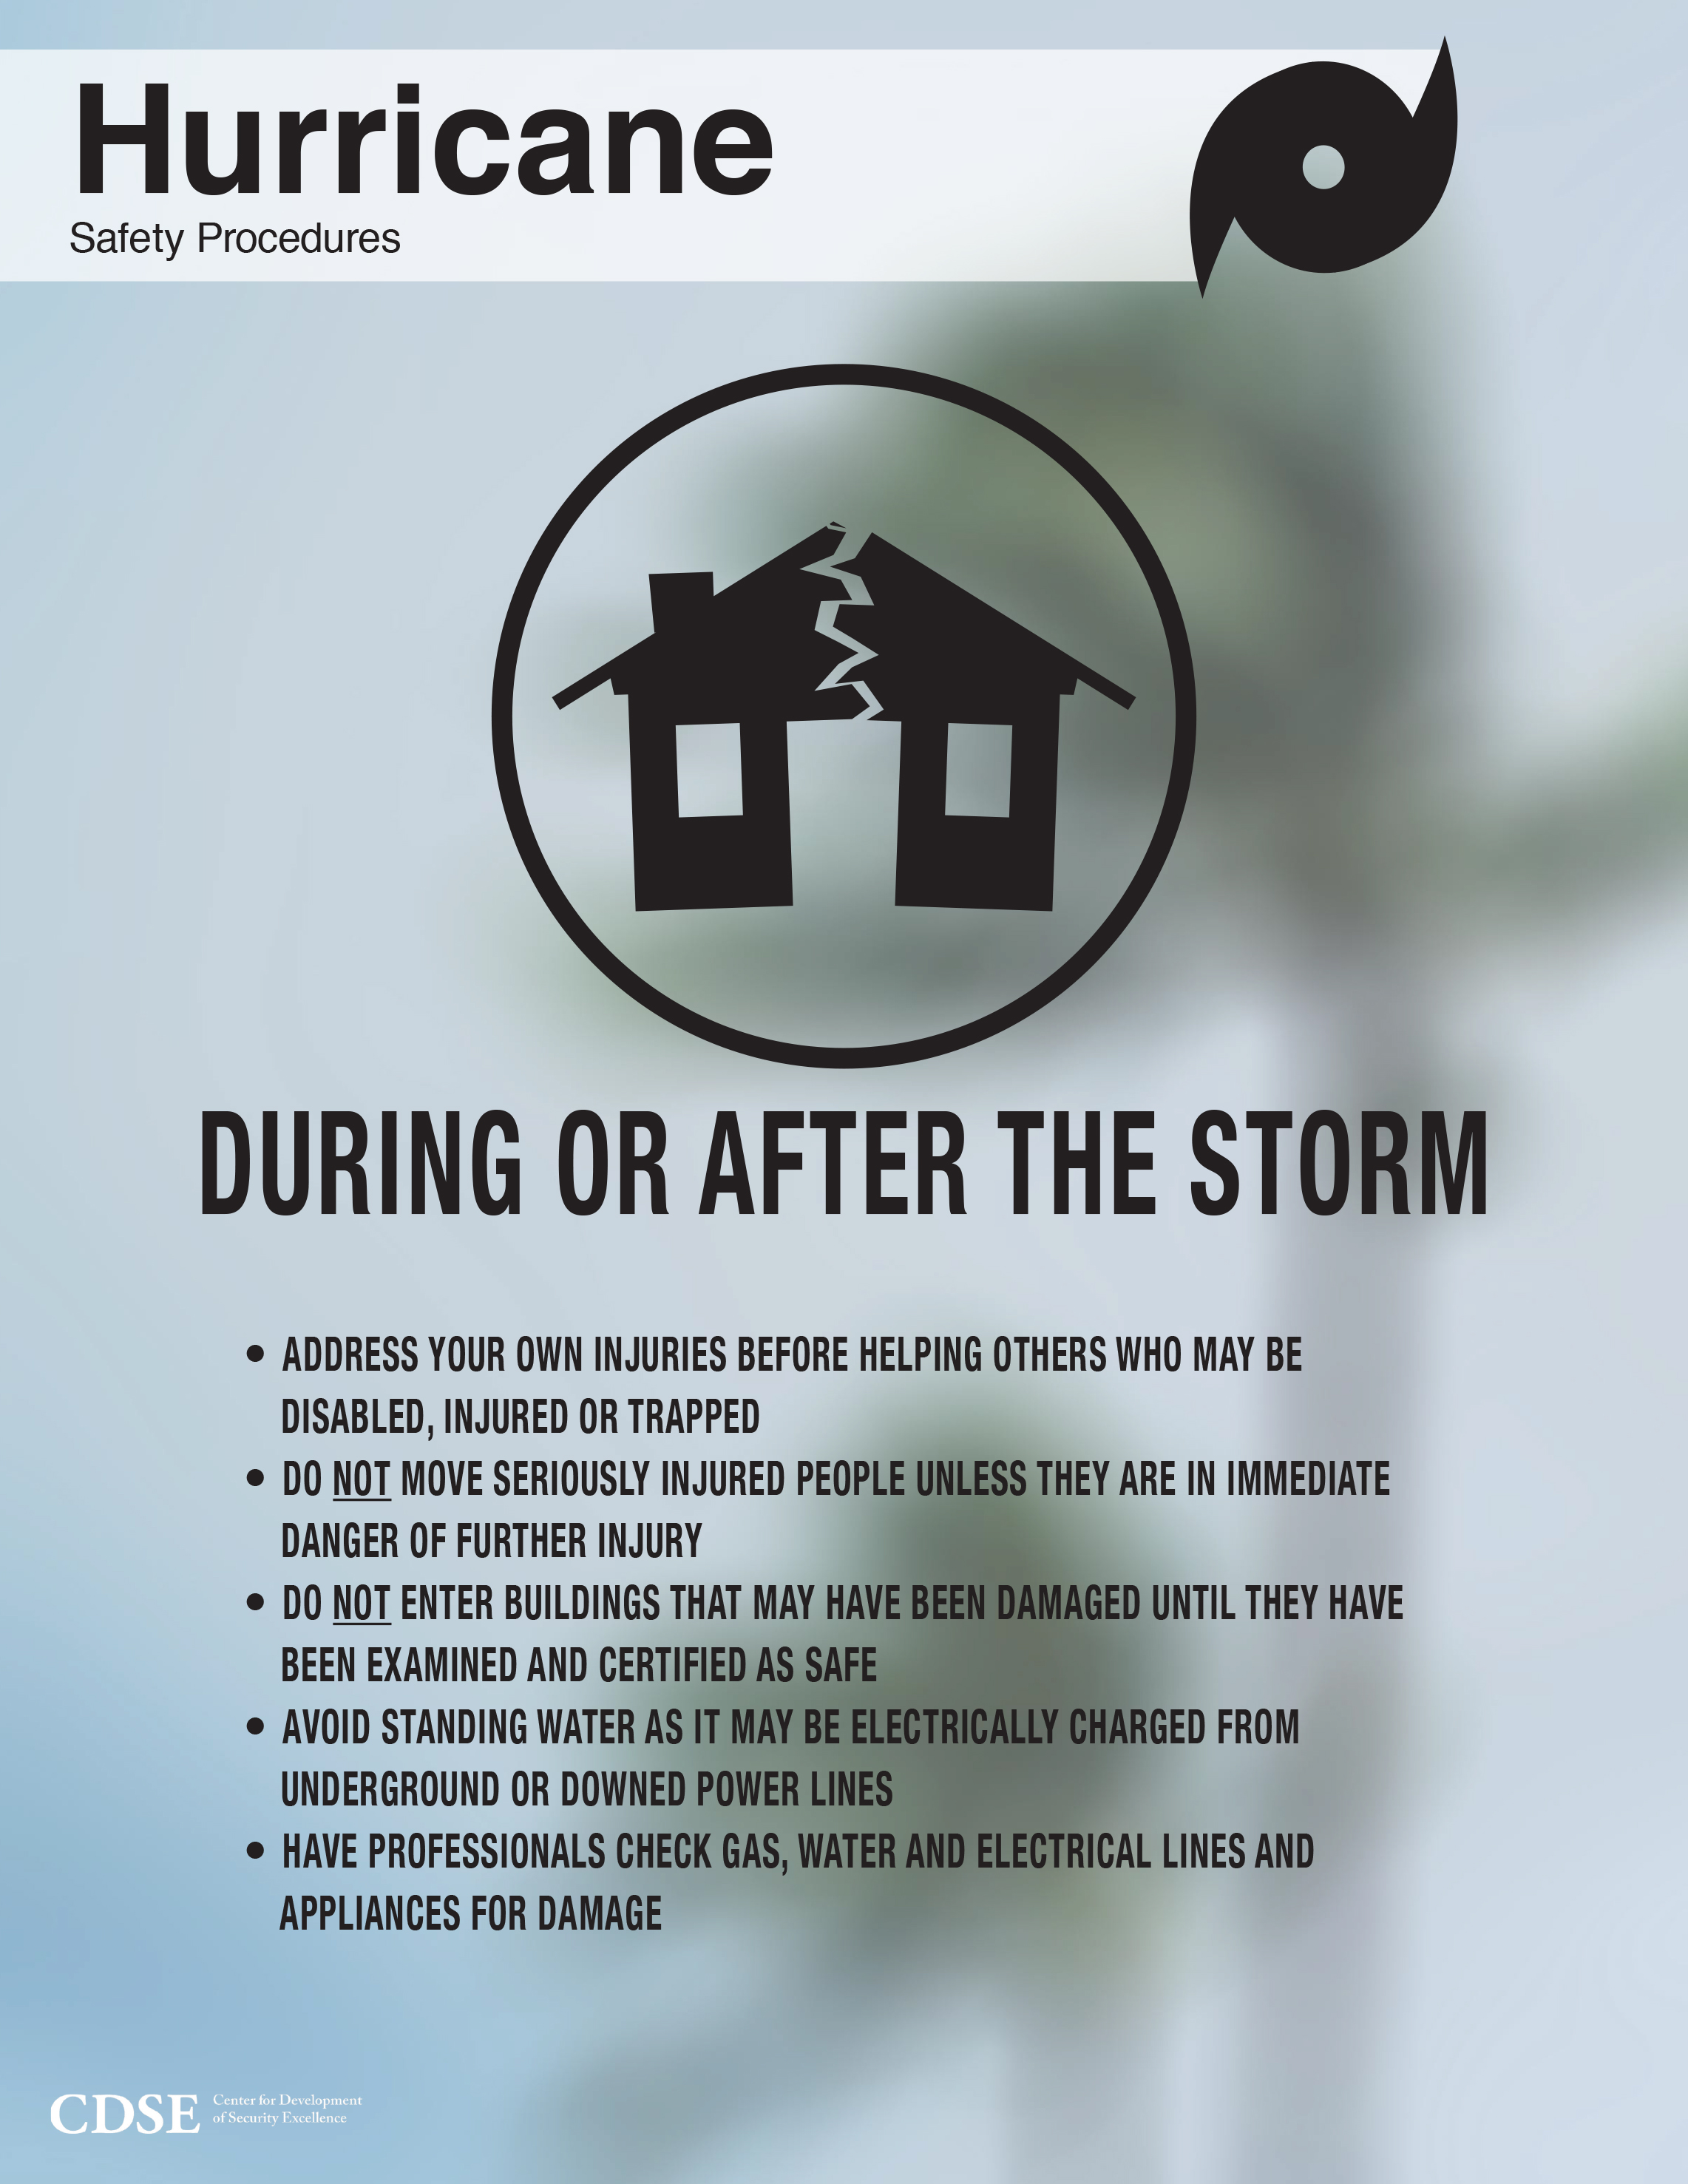 Hurricane
Safety Procedures
DURING OR AFTER THE STORM
• ADDRESS YOUR OWN INJURIES BEFORE HELPING OTHERS WHO MAY BE
DISABLED, INJURED OR TRAPPED
• DO NOT MOVE SERIOUSLY INJURED PEOPLE UNLESS THEY ARE IN IMMEDIATE
DANGER OF FURTHER INJURY
• DO NOT ENTER BUILDINGS THAT MAY HAVE BEEN DAMAGED UNTIL THEY HAVE
BEEN EXAMINED AND CERTIFIED AS SAFE
• AVOID STANDING WATER AS IT MAY BE ELECTRICALLY CHARGED FROM
UNDERGROUND OR DOWNED POWER LINES
• HAVE PROFESSIONALS CHECK GAS, WATER AND ELECTRICAL LINES AND
APPLIANCES FOR DAMAGE
CDSE Center for Development
of Security Excellence